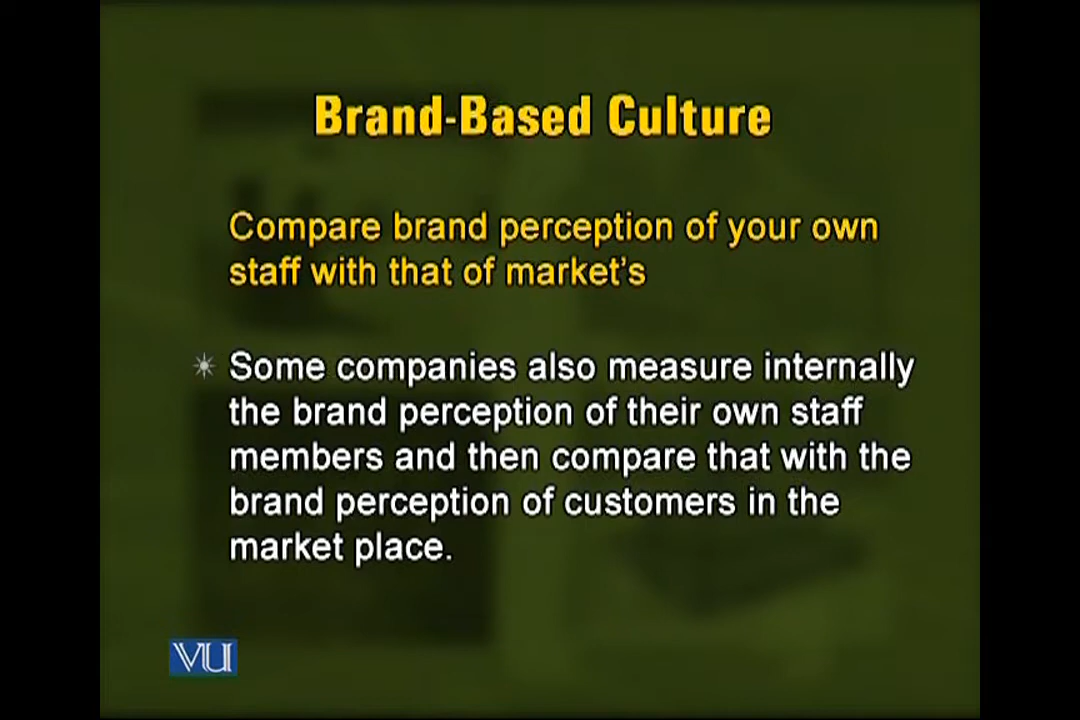 Brand-Based Culture
Compare brand perception of your own
staff with that of market's
Some companies also measure internally
the brand perception of their own staff
members and then compare that with the
brand perception of customers in the
market place.
VU